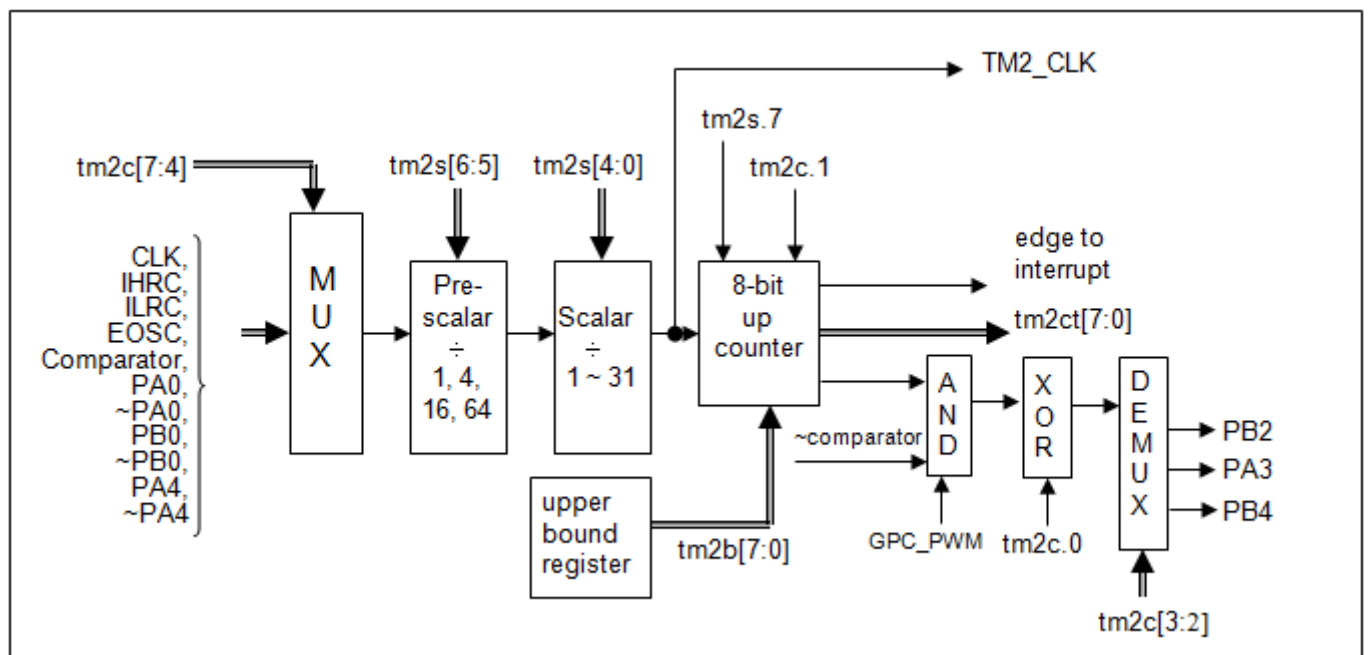 TM2_CLK
tm2s.7
tm2c[7:4]
tm2s[6:5]
tm2s[4:0]
tm2c.1
CLK,
IHRC,
ILRC,
EOSC,
Comparator,
PA0,
~PA0,
PB0,
~PB0,
PA4,
~PA4
M
U
X
Pre-
scalar
÷
1, 4,
16, 64
Scalar
÷
1 ~ 31
8-bit
up
counter
edge to
interrupt
tm2ct[7:0]
~comparator
A
N
D
X
O
R
D
E
M
U
X
PB2
PA3
PB4
upper
bound
register
tm2b[7:0]
GPC_PWM
tm2c.0
tm2c[3:2]